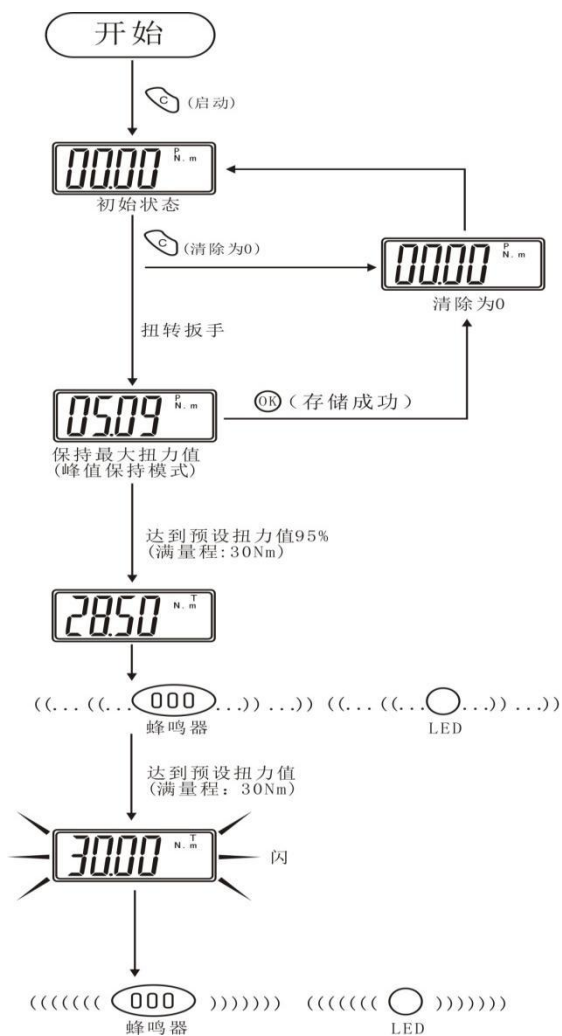 开始
C (启动)
00.00 P N.m
初始状态
C (清除为0)
00.00 P N.m
清除为0
扭转扳手
05.09 P N.m
OK (存储成功)
保持最大扭力值
(峰值保持模式)
达到预设扭力值95%
(满量程:30Nm)
28.50 T N.m
((... ((...000...)) ...)) ((... ((...○...)) ...))
蜂鸣器 LED
达到预设扭力值
(满量程: 30Nm)
30.00 T N.m
闪
((((((( 000 ))))))) ((((((( ○ )))))))
蜂鸣器 LED